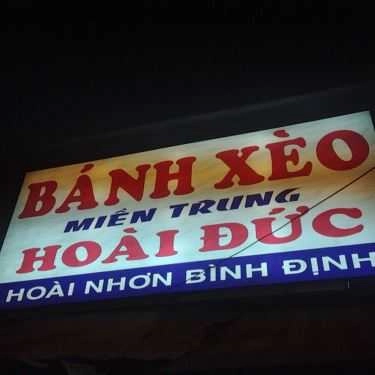 BÁNH XÈO
MIỀN TRUNG
HOÀI ĐỨC
HOÀI NHƠN BÌNH ĐỊNH